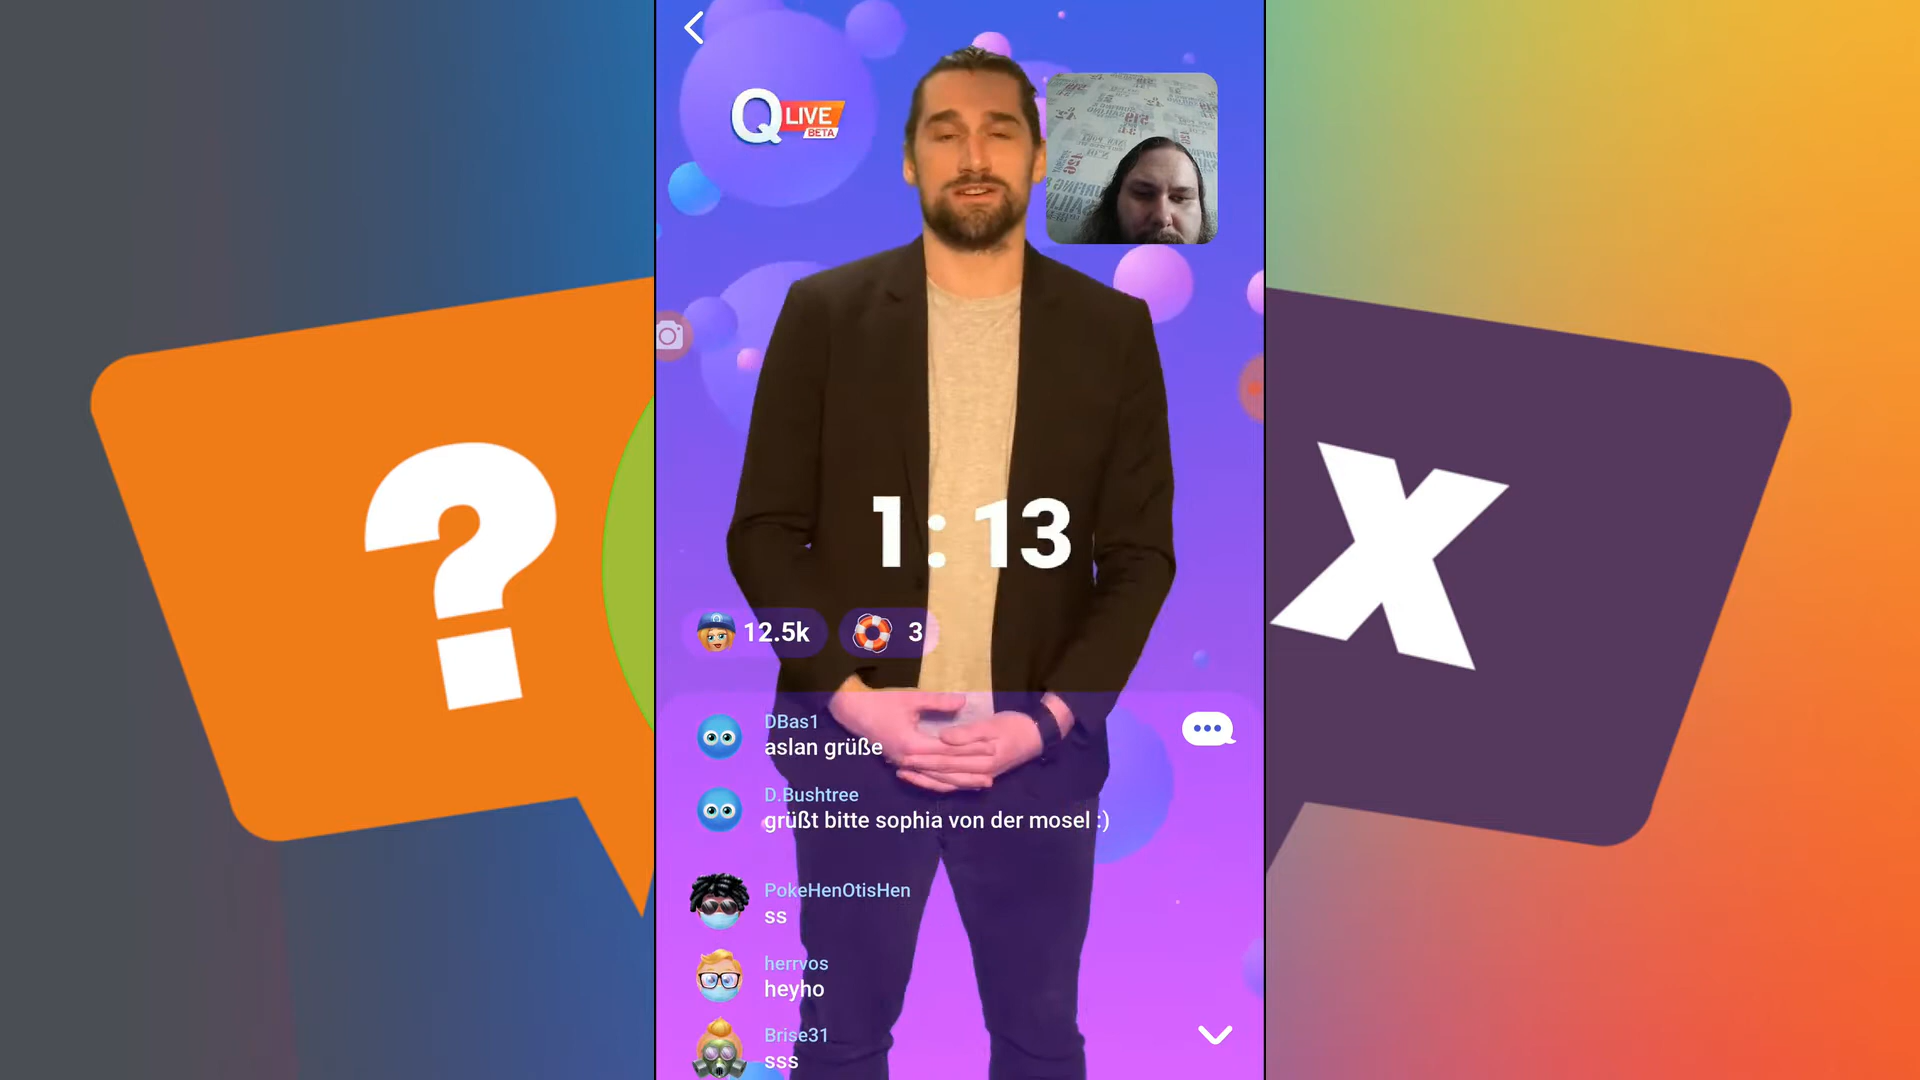 ?
X
Q LIVE
BETA
1:13
12.5k
3
DBas1
aslan grüße
D.Bushtree
grüßt bitte sophia von der mosel :)
PokeHenOtisHen
ss
herrvos
heyho
Brise31
sss